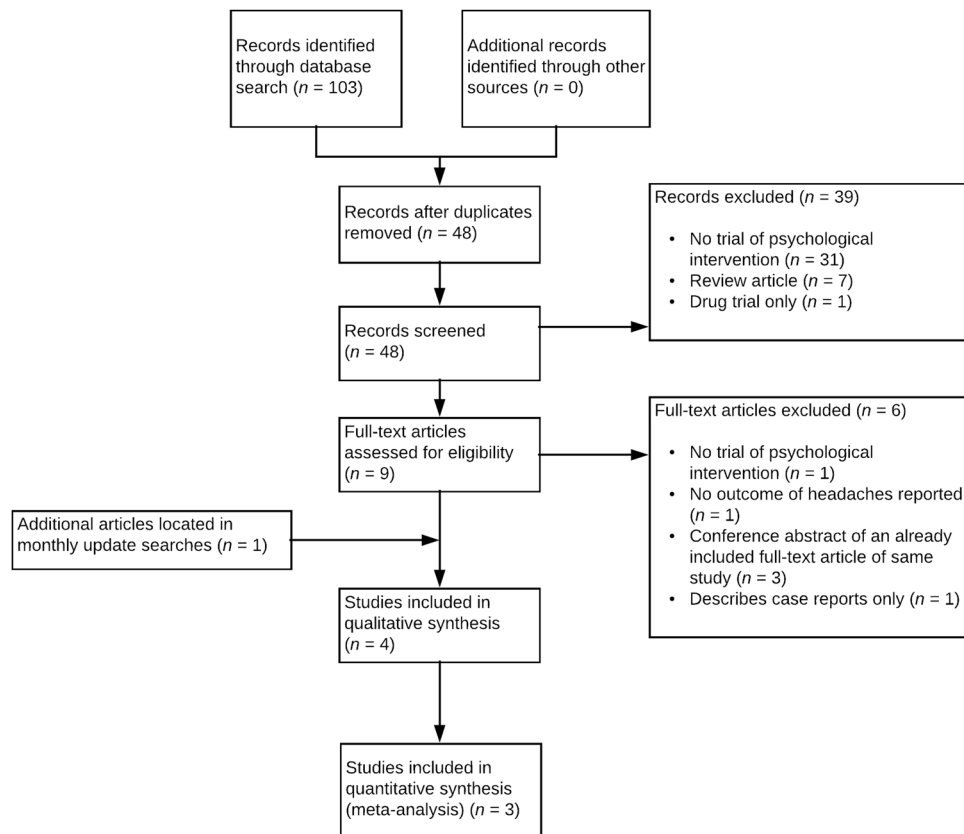 Records identified
through database
search (n = 103)
Additional records
identified through other
sources (n = 0)
Records after duplicates
removed (n = 48)
Records excluded (n = 39)
• No trial of psychological
intervention (n = 31)
• Review article (n = 7)
• Drug trial only (n = 1)
Records screened
(n = 48)
Full-text articles
assessed for eligibility
(n = 9)
Full-text articles excluded (n = 6)
• No trial of psychological
intervention (n = 1)
• No outcome of headaches reported
(n = 1)
• Conference abstract of an already
included full-text article of same
study (n = 3)
• Describes case reports only (n = 1)
Additional articles located in
monthly update searches (n = 1)
Studies included in
qualitative synthesis
(n = 4)
Studies included in
quantitative synthesis
(meta-analysis) (n = 3)